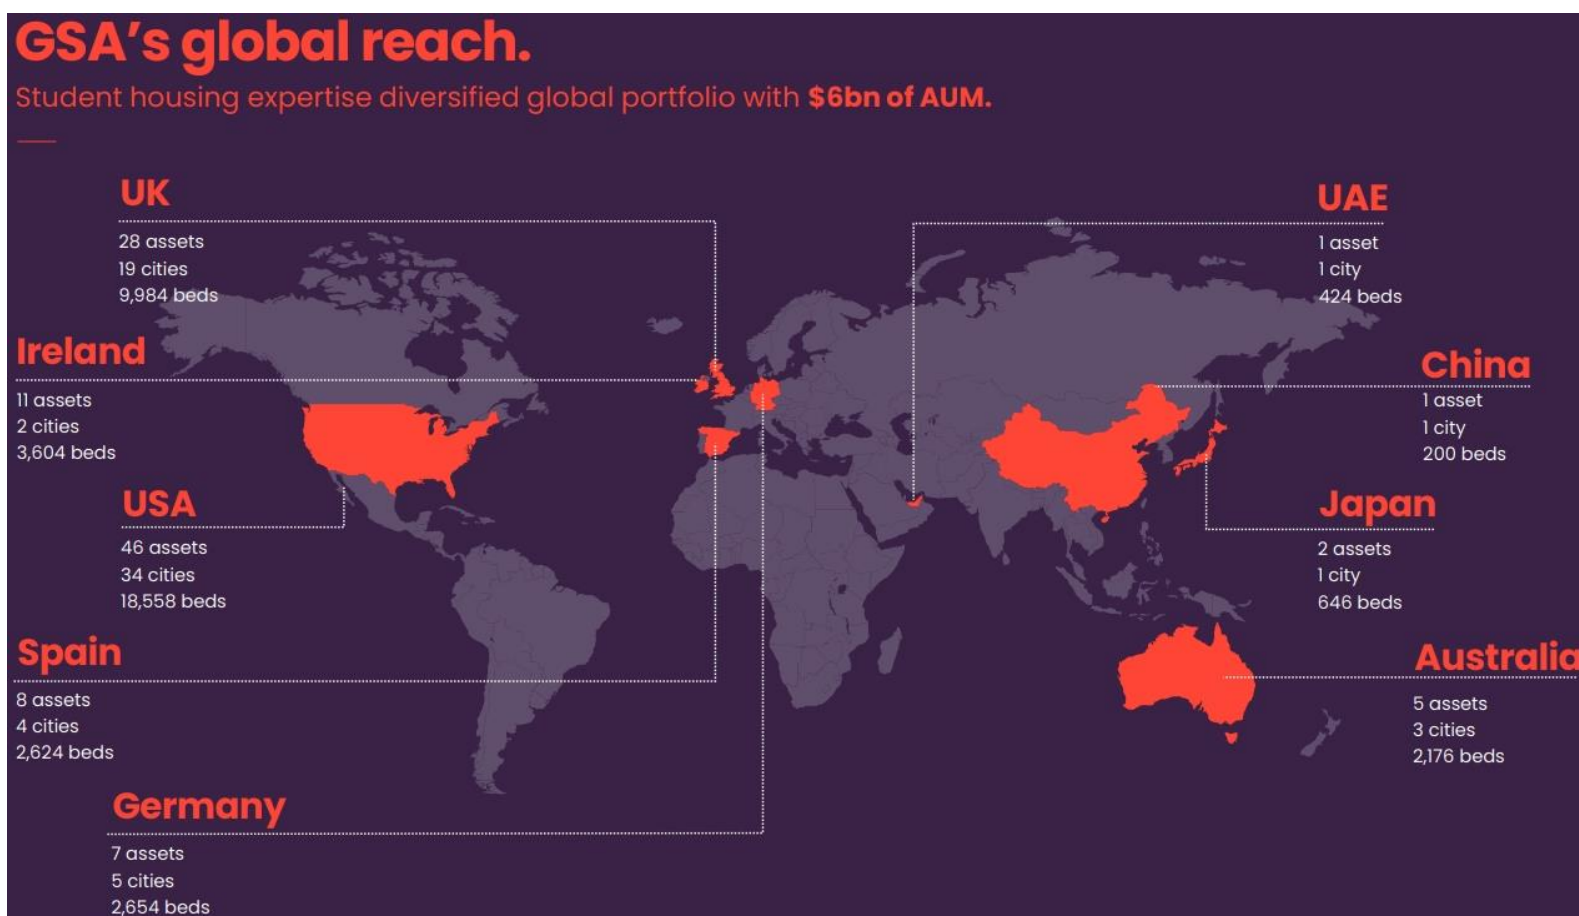 GSA's global reach.
Student housing expertise diversified global portfolio with $6bn of AUM.
UK
28 assets
19 cities
9,984 beds
Ireland
11 assets
2 cities
3,604 beds
USA
46 assets
34 cities
18,558 beds
Spain
8 assets
4 cities
2,624 beds
Germany
7 assets
5 cities
2,654 beds
UAE
1 asset
1 city
424 beds
China
1 asset
1 city
200 beds
Japan
2 assets
1 city
646 beds
Australia
5 assets
3 cities
2,176 beds